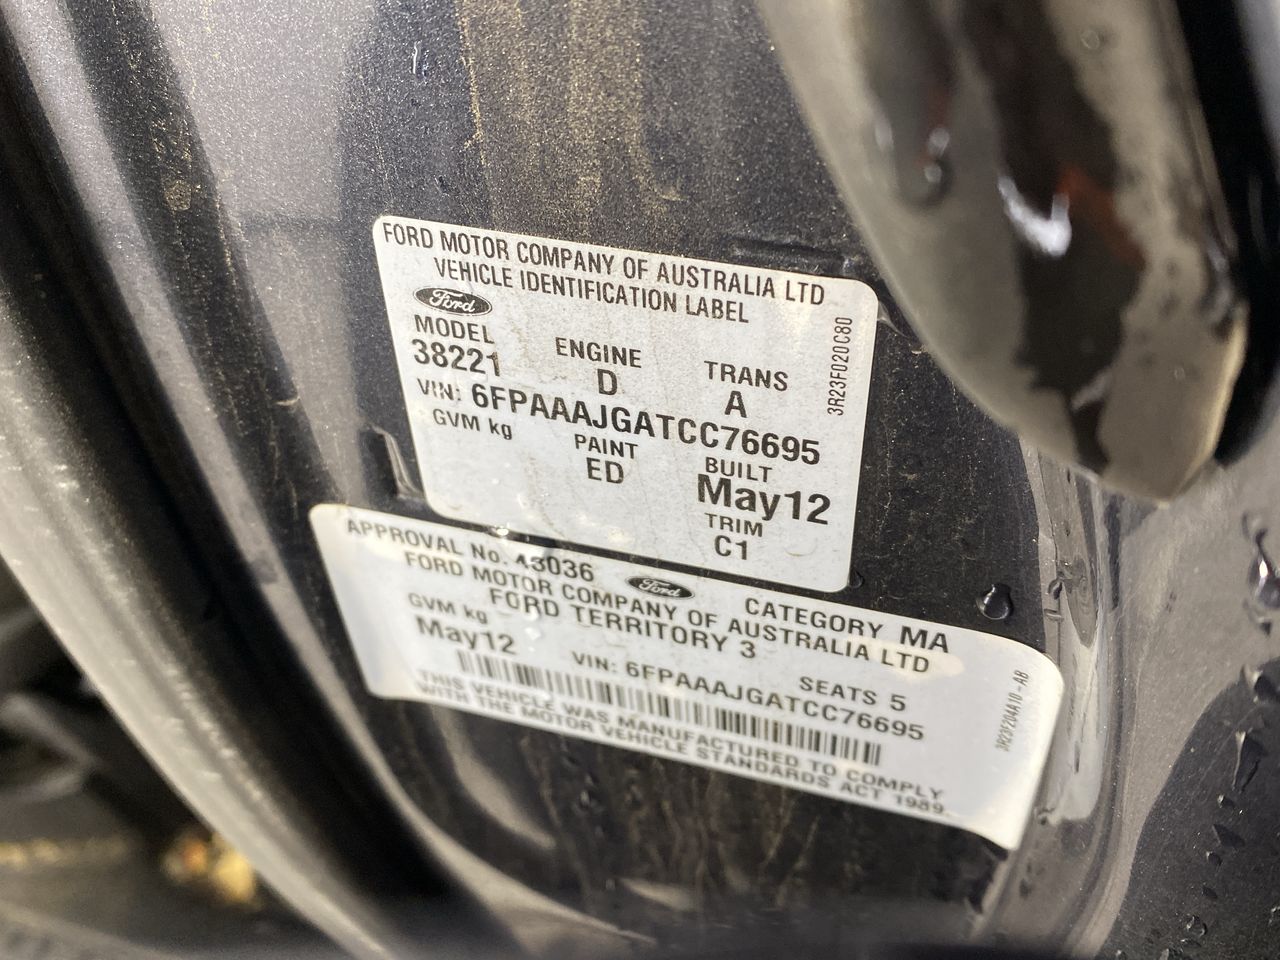 FORD MOTOR COMPANY OF AUSTRALIA LTD
VEHICLE IDENTIFICATION LABEL
Ford
MODEL ENGINE TRANS
38221 D A
VIN: 6FPAAAJGATCC76695
GVM kg PAINT BUILT
ED May12
TRIM
C1
3R23F020C80
APPROVAL No. 43036 Ford CATEGORY MA
FORD MOTOR COMPANY OF AUSTRALIA LTD
FORD TERRITORY 3
GVM kg SEATS 5
May12 VIN: 6FPAAAJGATCC76695
THIS VEHICLE WAS MANUFACTURED TO COMPLY
WITH THE MOTOR VEHICLE STANDARDS ACT 1989.
3R23F204A10-AB